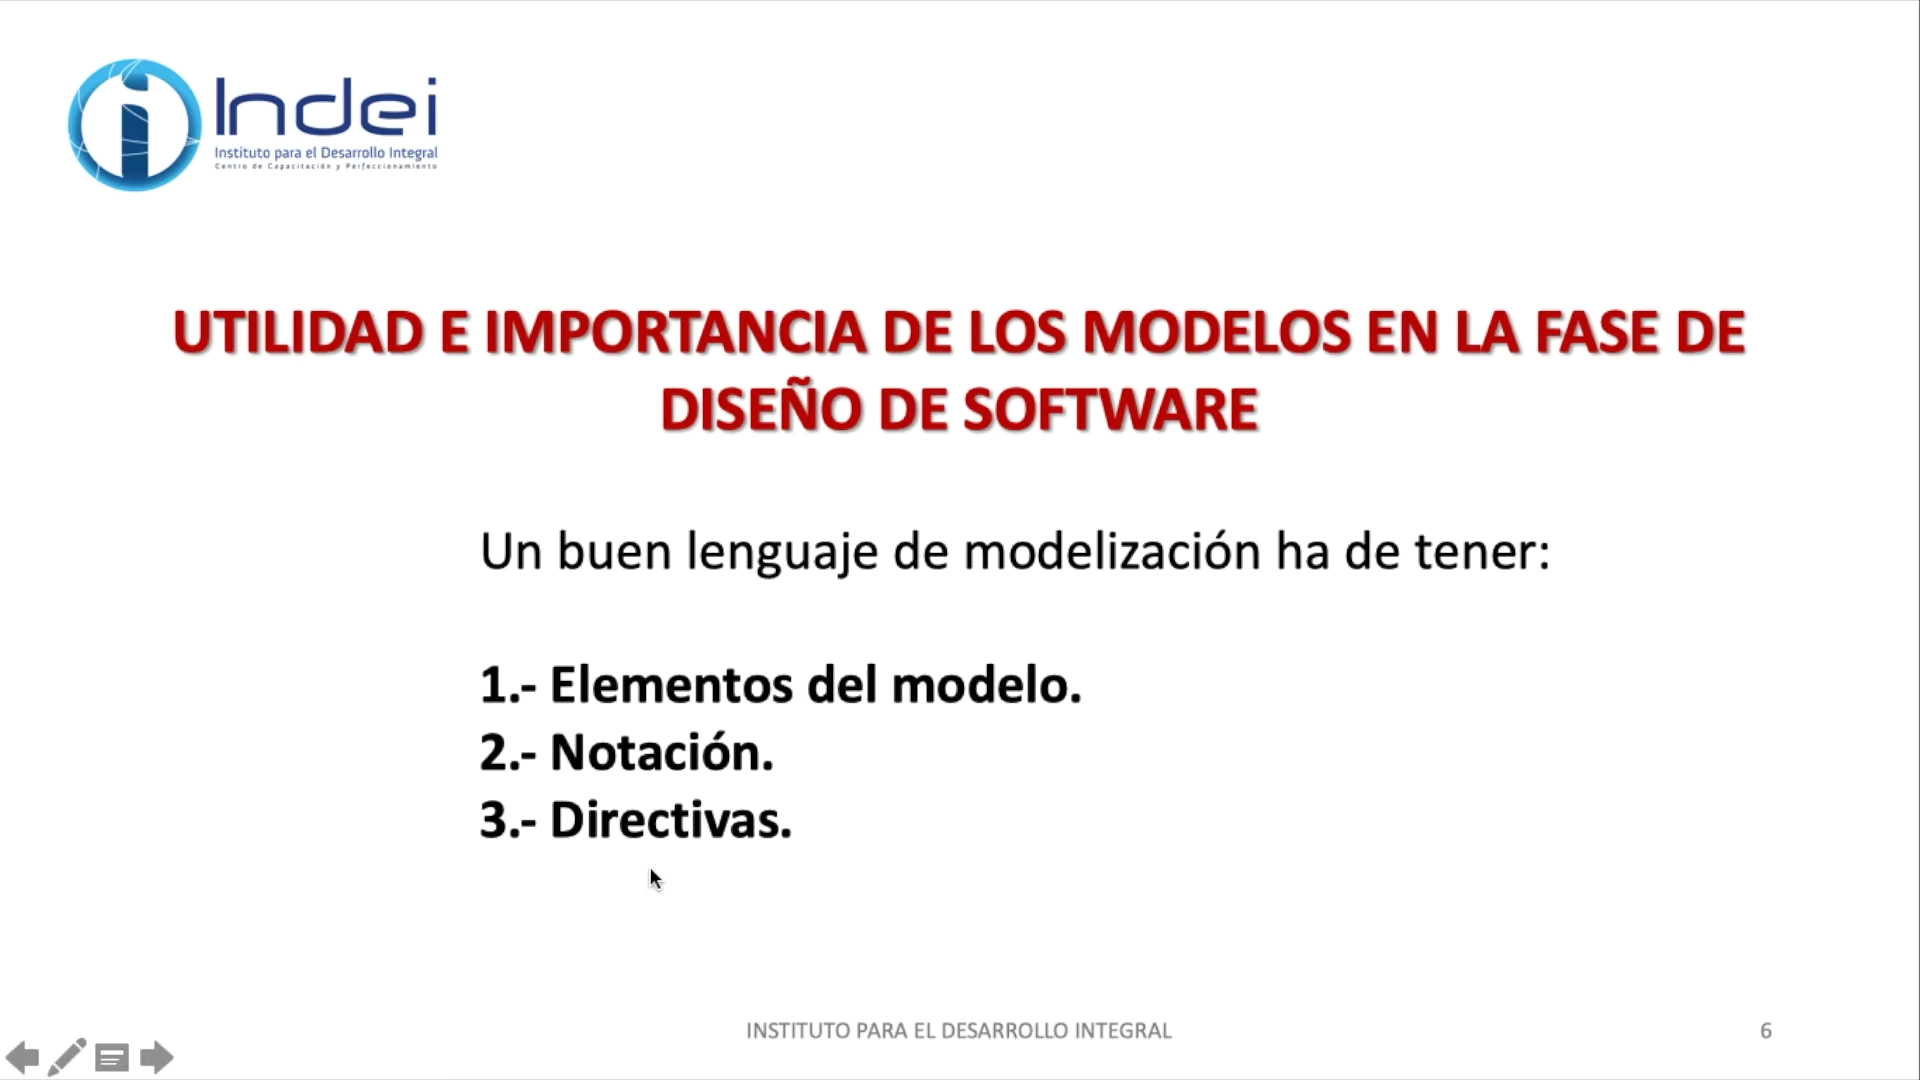 Indei
Instituto para el Desarrollo Integral
Centro de Capacitación y Perfeccionamiento
UTILIDAD E IMPORTANCIA DE LOS MODELOS EN LA FASE DE
DISEÑO DE SOFTWARE
Un buen lenguaje de modelización ha de tener:
1.- Elementos del modelo.
2.- Notación.
3.- Directivas.
INSTITUTO PARA EL DESARROLLO INTEGRAL
6